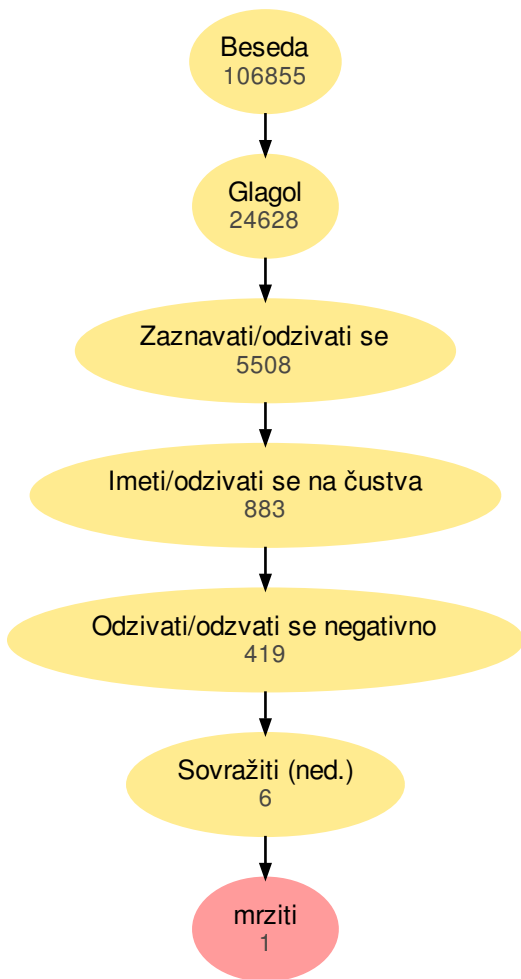 Beseda
106855
Glagol
24628
Zaznavati/odzivati se
5508
Imeti/odzivati se na čustva
883
Odzivati/odzvati se negativno
419
Sovražiti (ned.)
6
mrziti
1